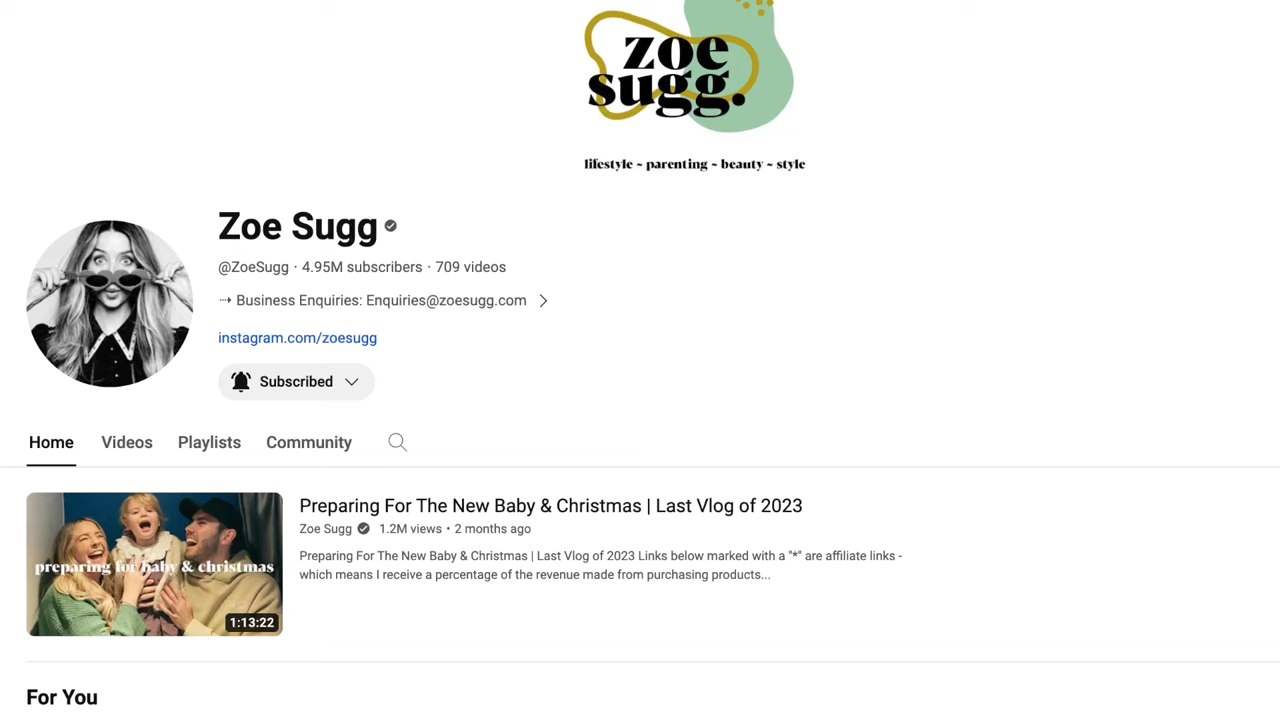 zoe
sugg.
lifestyle ~ parenting ~ beauty ~ style
Zoe Sugg
@ZoeSugg · 4.95M subscribers · 709 videos
⇢ Business Enquiries: Enquiries@zoesugg.com
instagram.com/zoesugg
Subscribed
Home Videos Playlists Community
Preparing For The New Baby & Christmas | Last Vlog of 2023
Zoe Sugg 1.2M views • 2 months ago
Preparing For The New Baby & Christmas | Last Vlog of 2023 Links below marked with a "*" are affiliate links -
which means I receive a percentage of the revenue made from purchasing products...
preparing for baby & christmas
1:13:22
For You